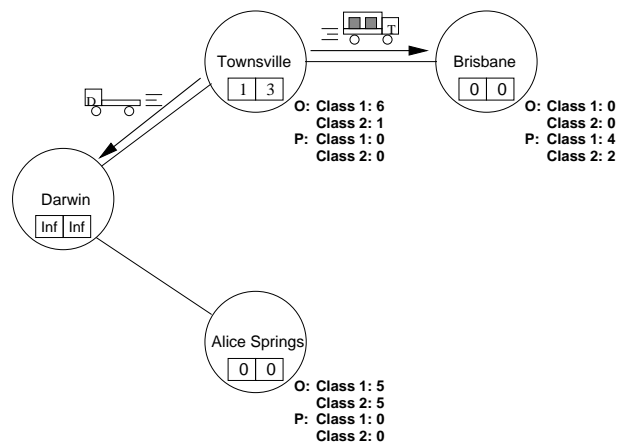 T
Townsville
1 3
O: Class 1: 6
Class 2: 1
P: Class 1: 0
Class 2: 0
Brisbane
0 0
O: Class 1: 0
Class 2: 0
P: Class 1: 4
Class 2: 2
D
Darwin
Inf Inf
Alice Springs
0 0
O: Class 1: 5
Class 2: 5
P: Class 1: 0
Class 2: 0